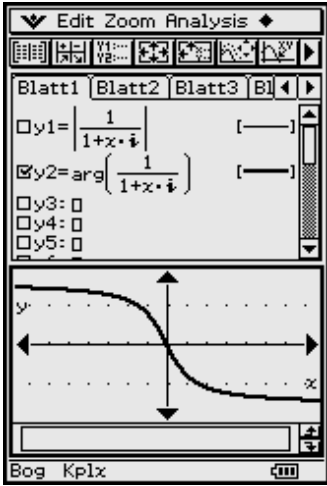 Edit Zoom Analysis
Blatt1 Blatt2 Blatt3 Bl
y1=|1/(1+x·i)|
y2=arg(1/(1+x·i))
y3:
y4:
y5:
y
x
Bog Kplx